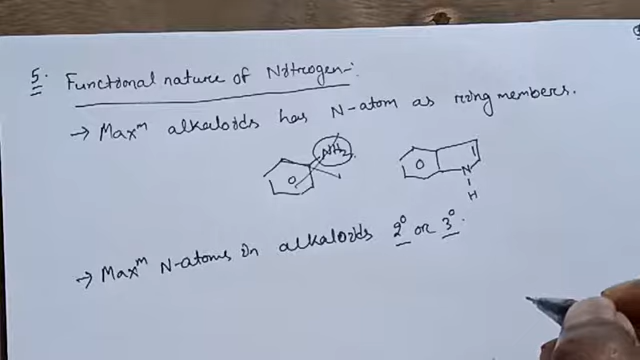 5. Functional nature of Nitrogen:-
→ Maxᵐ alkaloids has N-atom as ring members.
NH₂
N
H
→ Maxᵐ N-atoms in alkaloids 2° or 3°.